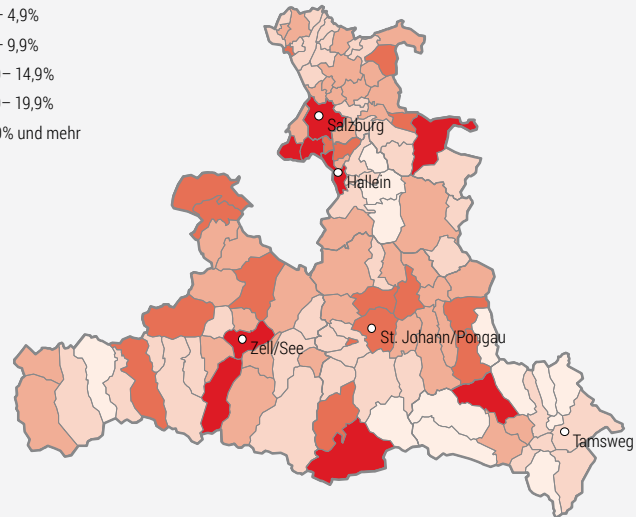 – 4,9%
– 9,9%
– 14,9%
– 19,9%
% und mehr
Salzburg
Hallein
St. Johann/Pongau
Zell/See
Tamsweg